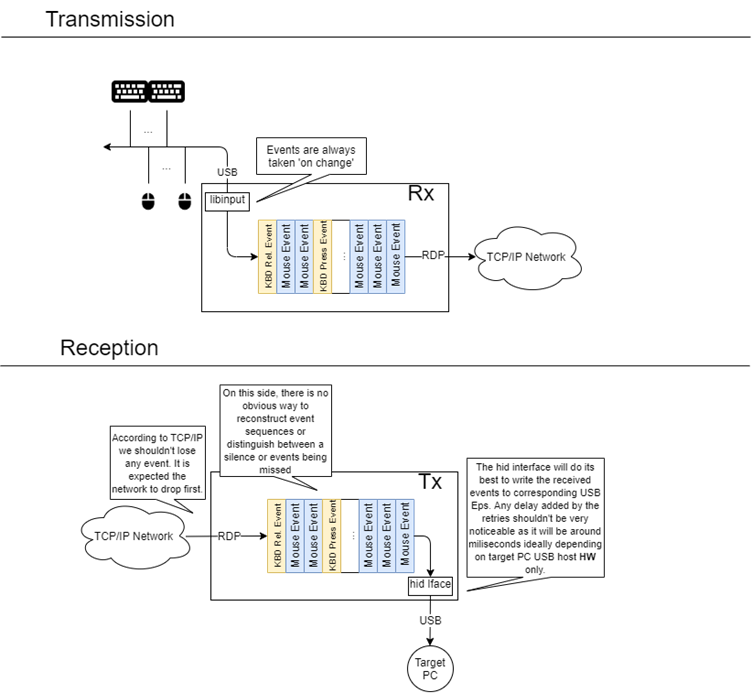 Transmission
...
...
Events are always
taken 'on change'
USB
libinput
Rx
KBD Rel. Event
Mouse Event
Mouse Event
KBD Press Event
...
Mouse Event
Mouse Event
Mouse Event
RDP
TCP/IP Network
Reception
On this side, there is no
obvious way to
reconstruct event
sequences or
distinguish between a
silence or events being
missed
According to TCP/IP
we shouldn't lose
any event. It is
expected the
network to drop first.
Tx
The hid interface will do its
best to write the received
events to corresponding USB
Eps. Any delay added by the
retries shouldn't be very
noticeable as it will be around
miliseconds ideally depending
on target PC USB host HW
only.
TCP/IP Network
RDP
KBD Rel. Event
Mouse Event
Mouse Event
KBD Press Event
...
Mouse Event
Mouse Event
Mouse Event
hid Iface
USB
Target
PC